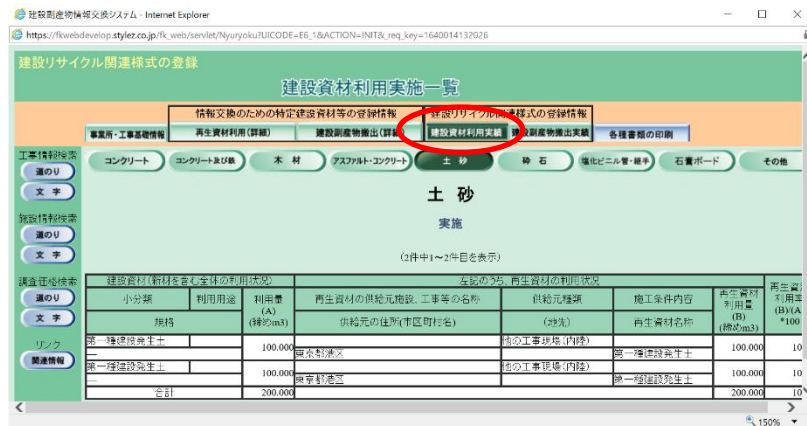 建設副産物情報交換システム - Internet Explorer
https://fkwebdevelop.stylez.co.jp/fk_web/servlet/Nyuryoku?UICODE=E6_1&ACTION=INIT&_req_key=1640014132026
建設リサイクル関連様式の登録
建設資材利用実施一覧
情報交換のための特定建設資材等の登録情報 建設リサイクル関連様式の登録情報
事業所・工事基礎情報 再生資材利用(詳細) 建設副産物搬出(詳細) 建設資材利用実績 建設副産物搬出実績 各種書類の印刷
工事情報検索
道のり
文 字
施設情報検索
道のり
文 字
調査価格検索
道のり
文 字
リンク
関連情報
コンクリート コンクリート及び鉄 木 材 アスファルト・コンクリート 土 砂 砕 石 塩化ビニル管・継手 石膏ボード その他
土 砂
実施
(2件中1～2件目を表示)
建設資材(新材を含む全体の利用状況) 左記のうち、再生資材の利用状況 再生資
小分類 利用用途 利用量 再生資材の供給元施設、工事等の名称 供給元種類 施工条件内容 再生資材 利用率
規格 (A) 供給元の住所(市区町村名) (地先) 再生資材名称 利用量 (B)/(A
(締めm3) (B) *100
(締めm3)
第一種建設発生土 100.000 他の工事現場(内陸) 100.000 10
― 東京都港区 第一種建設発生土
第一種建設発生土 100.000 他の工事現場(内陸) 100.000 10
― 東京都港区 第一種建設発生土
合計 200.000 200.000 10
150%